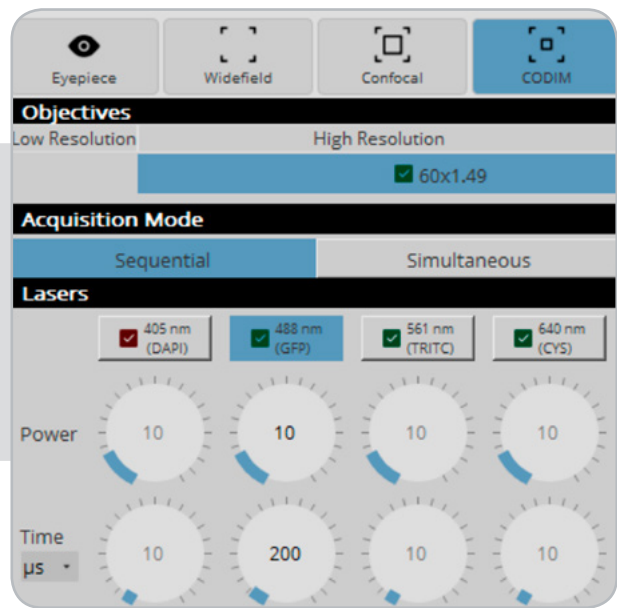 Eyepiece Widefield Confocal CODIM
Objectives
Low Resolution High Resolution
60x1.49
Acquisition Mode
Sequential Simultaneous
Lasers
405 nm 488 nm 561 nm 640 nm
(DAPI) (GFP) (TRITC) (CYS)
Power 10 10 10 10
Time
10 200 10 10
µs